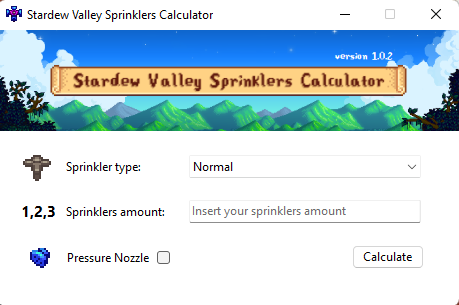 Stardew Valley Sprinklers Calculator
version 1.0.2
Stardew Valley Sprinklers Calculator
Sprinkler type:
Normal
1,2,3
Sprinklers amount:
Insert your sprinklers amount
Pressure Nozzle
Calculate